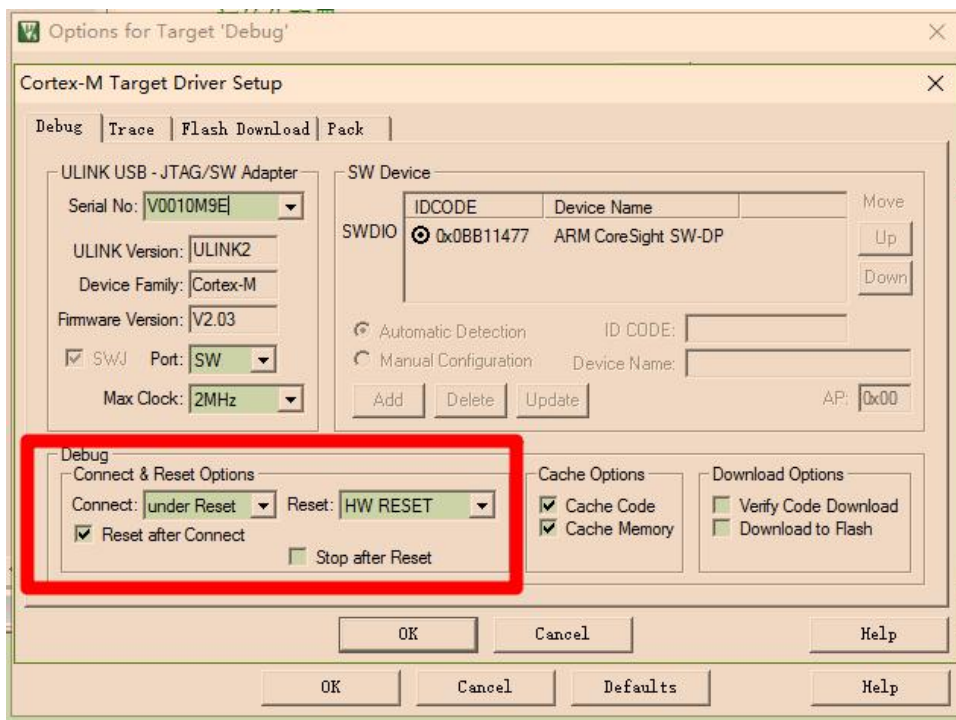 Options for Target 'Debug'
Cortex-M Target Driver Setup
Debug Trace Flash Download Pack
ULINK USB - JTAG/SW Adapter
Serial No: V0010M9E
ULINK Version: ULINK2
Device Family: Cortex-M
Firmware Version: V2.03
SWJ Port: SW
Max Clock: 2MHz
SW Device
IDCODE Device Name
SWDIO 0x0BB11477 ARM CoreSight SW-DP
Move
Up
Down
Automatic Detection ID CODE:
Manual Configuration Device Name:
Add Delete Update AP: 0x00
Debug
Connect & Reset Options
Connect: under Reset Reset: HW RESET
Reset after Connect
Stop after Reset
Cache Options
Cache Code
Cache Memory
Download Options
Verify Code Download
Download to Flash
OK Cancel Help
OK Cancel Defaults Help